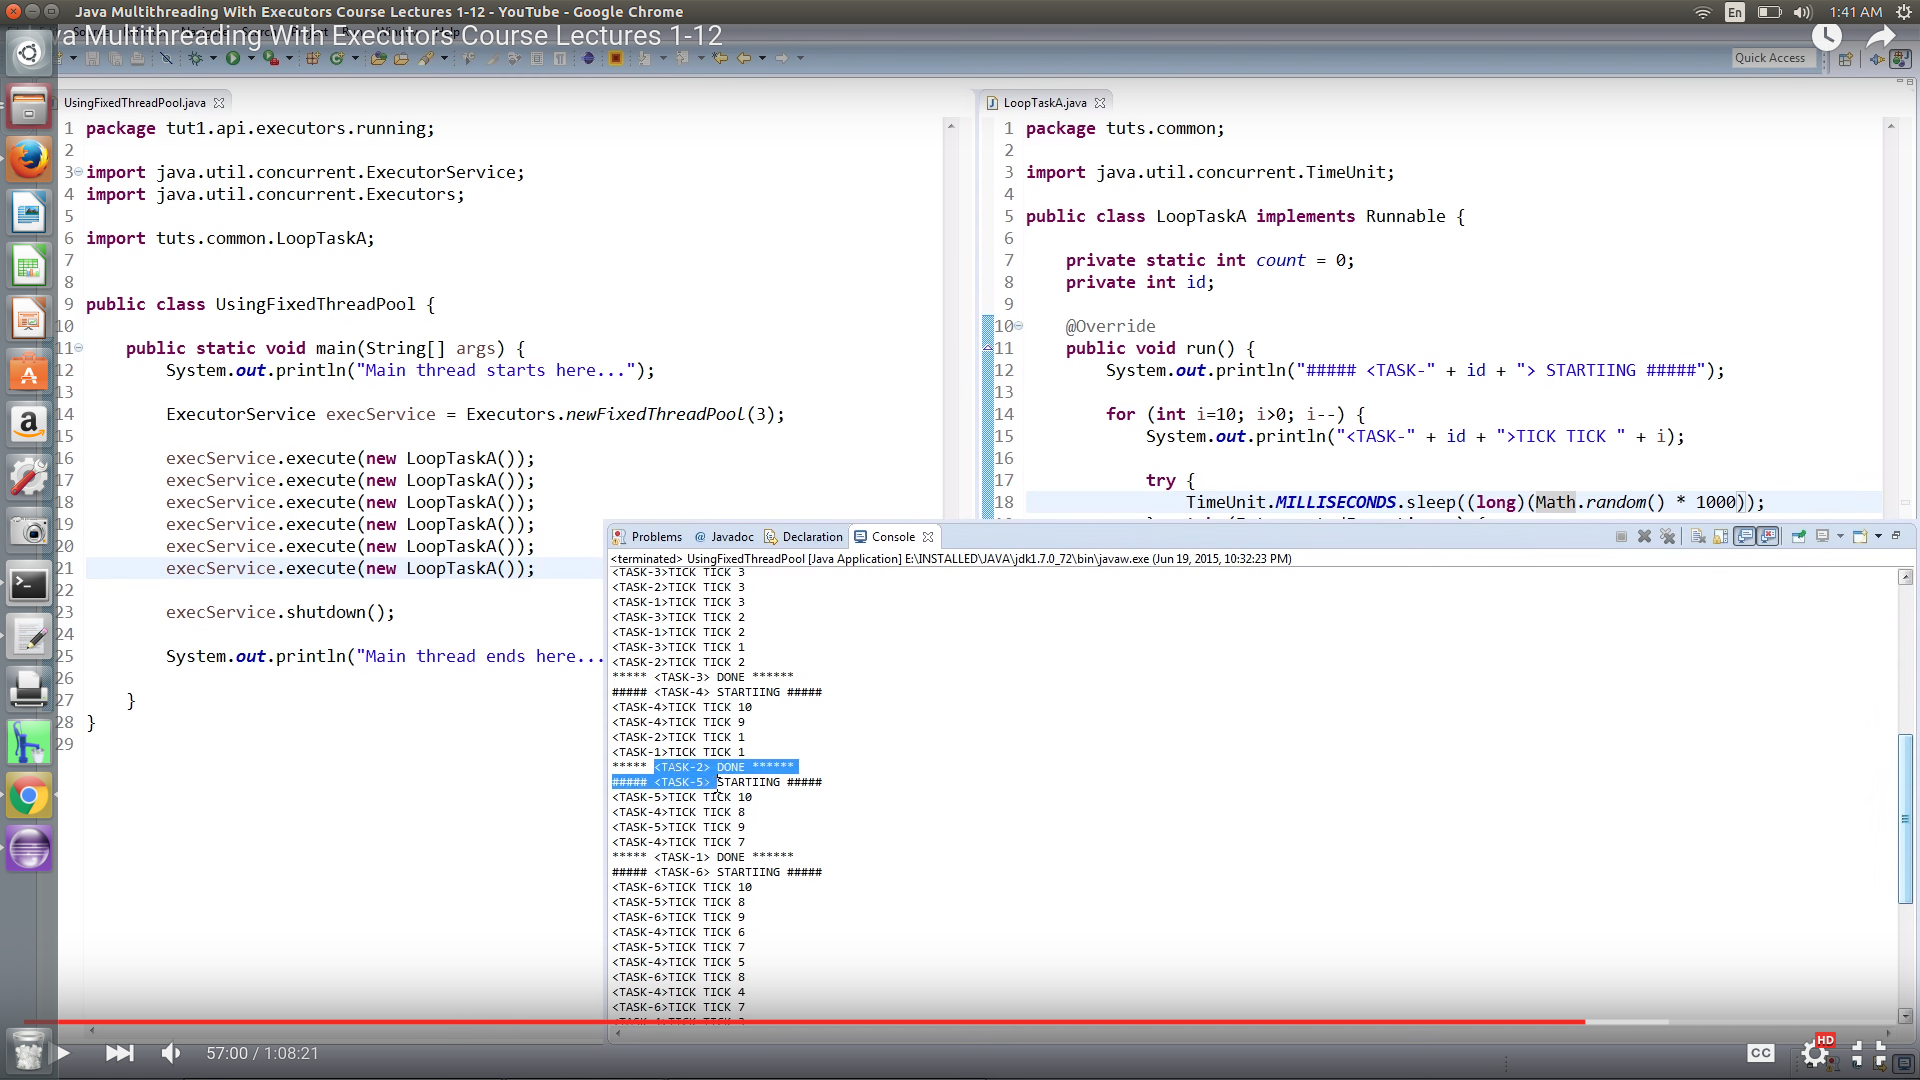 Java Multithreading With Executors Course Lectures 1-12 - YouTube - Google Chrome
En
1:41 AM
va Multithreading With Executors Course Lectures 1-12
Quick Access
UsingFixedThreadPool.java
1 package tut1.api.executors.running;
2
3 import java.util.concurrent.ExecutorService;
4 import java.util.concurrent.Executors;
5
6 import tuts.common.LoopTaskA;
7
8
9 public class UsingFixedThreadPool {
10
11 public static void main(String[] args) {
12 System.out.println("Main thread starts here...");
13
14 ExecutorService execService = Executors.newFixedThreadPool(3);
15
16 execService.execute(new LoopTaskA());
17 execService.execute(new LoopTaskA());
18 execService.execute(new LoopTaskA());
19 execService.execute(new LoopTaskA());
20 execService.execute(new LoopTaskA());
21 execService.execute(new LoopTaskA());
22
23 execService.shutdown();
24
25 System.out.println("Main thread ends here...
26
27 }
28 }
29
LoopTaskA.java
1 package tuts.common;
2
3 import java.util.concurrent.TimeUnit;
4
5 public class LoopTaskA implements Runnable {
6
7 private static int count = 0;
8 private int id;
9
10 @Override
11 public void run() {
12 System.out.println("##### <TASK-" + id + "> STARTIING #####");
13
14 for (int i=10; i>0; i--) {
15 System.out.println("<TASK-" + id + ">TICK TICK " + i);
16
17 try {
18 TimeUnit.MILLISECONDS.sleep((long)(Math.random() * 1000));
Problems @ Javadoc Declaration Console
<terminated> UsingFixedThreadPool [Java Application] E:\INSTALLED\JAVA\jdk1.7.0_72\bin\javaw.exe (Jun 19, 2015, 10:32:23 PM)
<TASK-3>TICK TICK 3
<TASK-2>TICK TICK 3
<TASK-1>TICK TICK 3
<TASK-3>TICK TICK 2
<TASK-1>TICK TICK 2
<TASK-3>TICK TICK 1
<TASK-2>TICK TICK 2
***** <TASK-3> DONE ******
##### <TASK-4> STARTIING #####
<TASK-4>TICK TICK 10
<TASK-4>TICK TICK 9
<TASK-2>TICK TICK 1
<TASK-1>TICK TICK 1
***** <TASK-2> DONE ******
##### <TASK-5> STARTIING #####
<TASK-5>TICK TICK 10
<TASK-4>TICK TICK 8
<TASK-5>TICK TICK 9
<TASK-4>TICK TICK 7
***** <TASK-1> DONE ******
##### <TASK-6> STARTIING #####
<TASK-6>TICK TICK 10
<TASK-5>TICK TICK 8
<TASK-6>TICK TICK 9
<TASK-4>TICK TICK 6
<TASK-5>TICK TICK 7
<TASK-4>TICK TICK 5
<TASK-6>TICK TICK 8
<TASK-4>TICK TICK 4
<TASK-6>TICK TICK 7
57:00 / 1:08:21
CC
HD